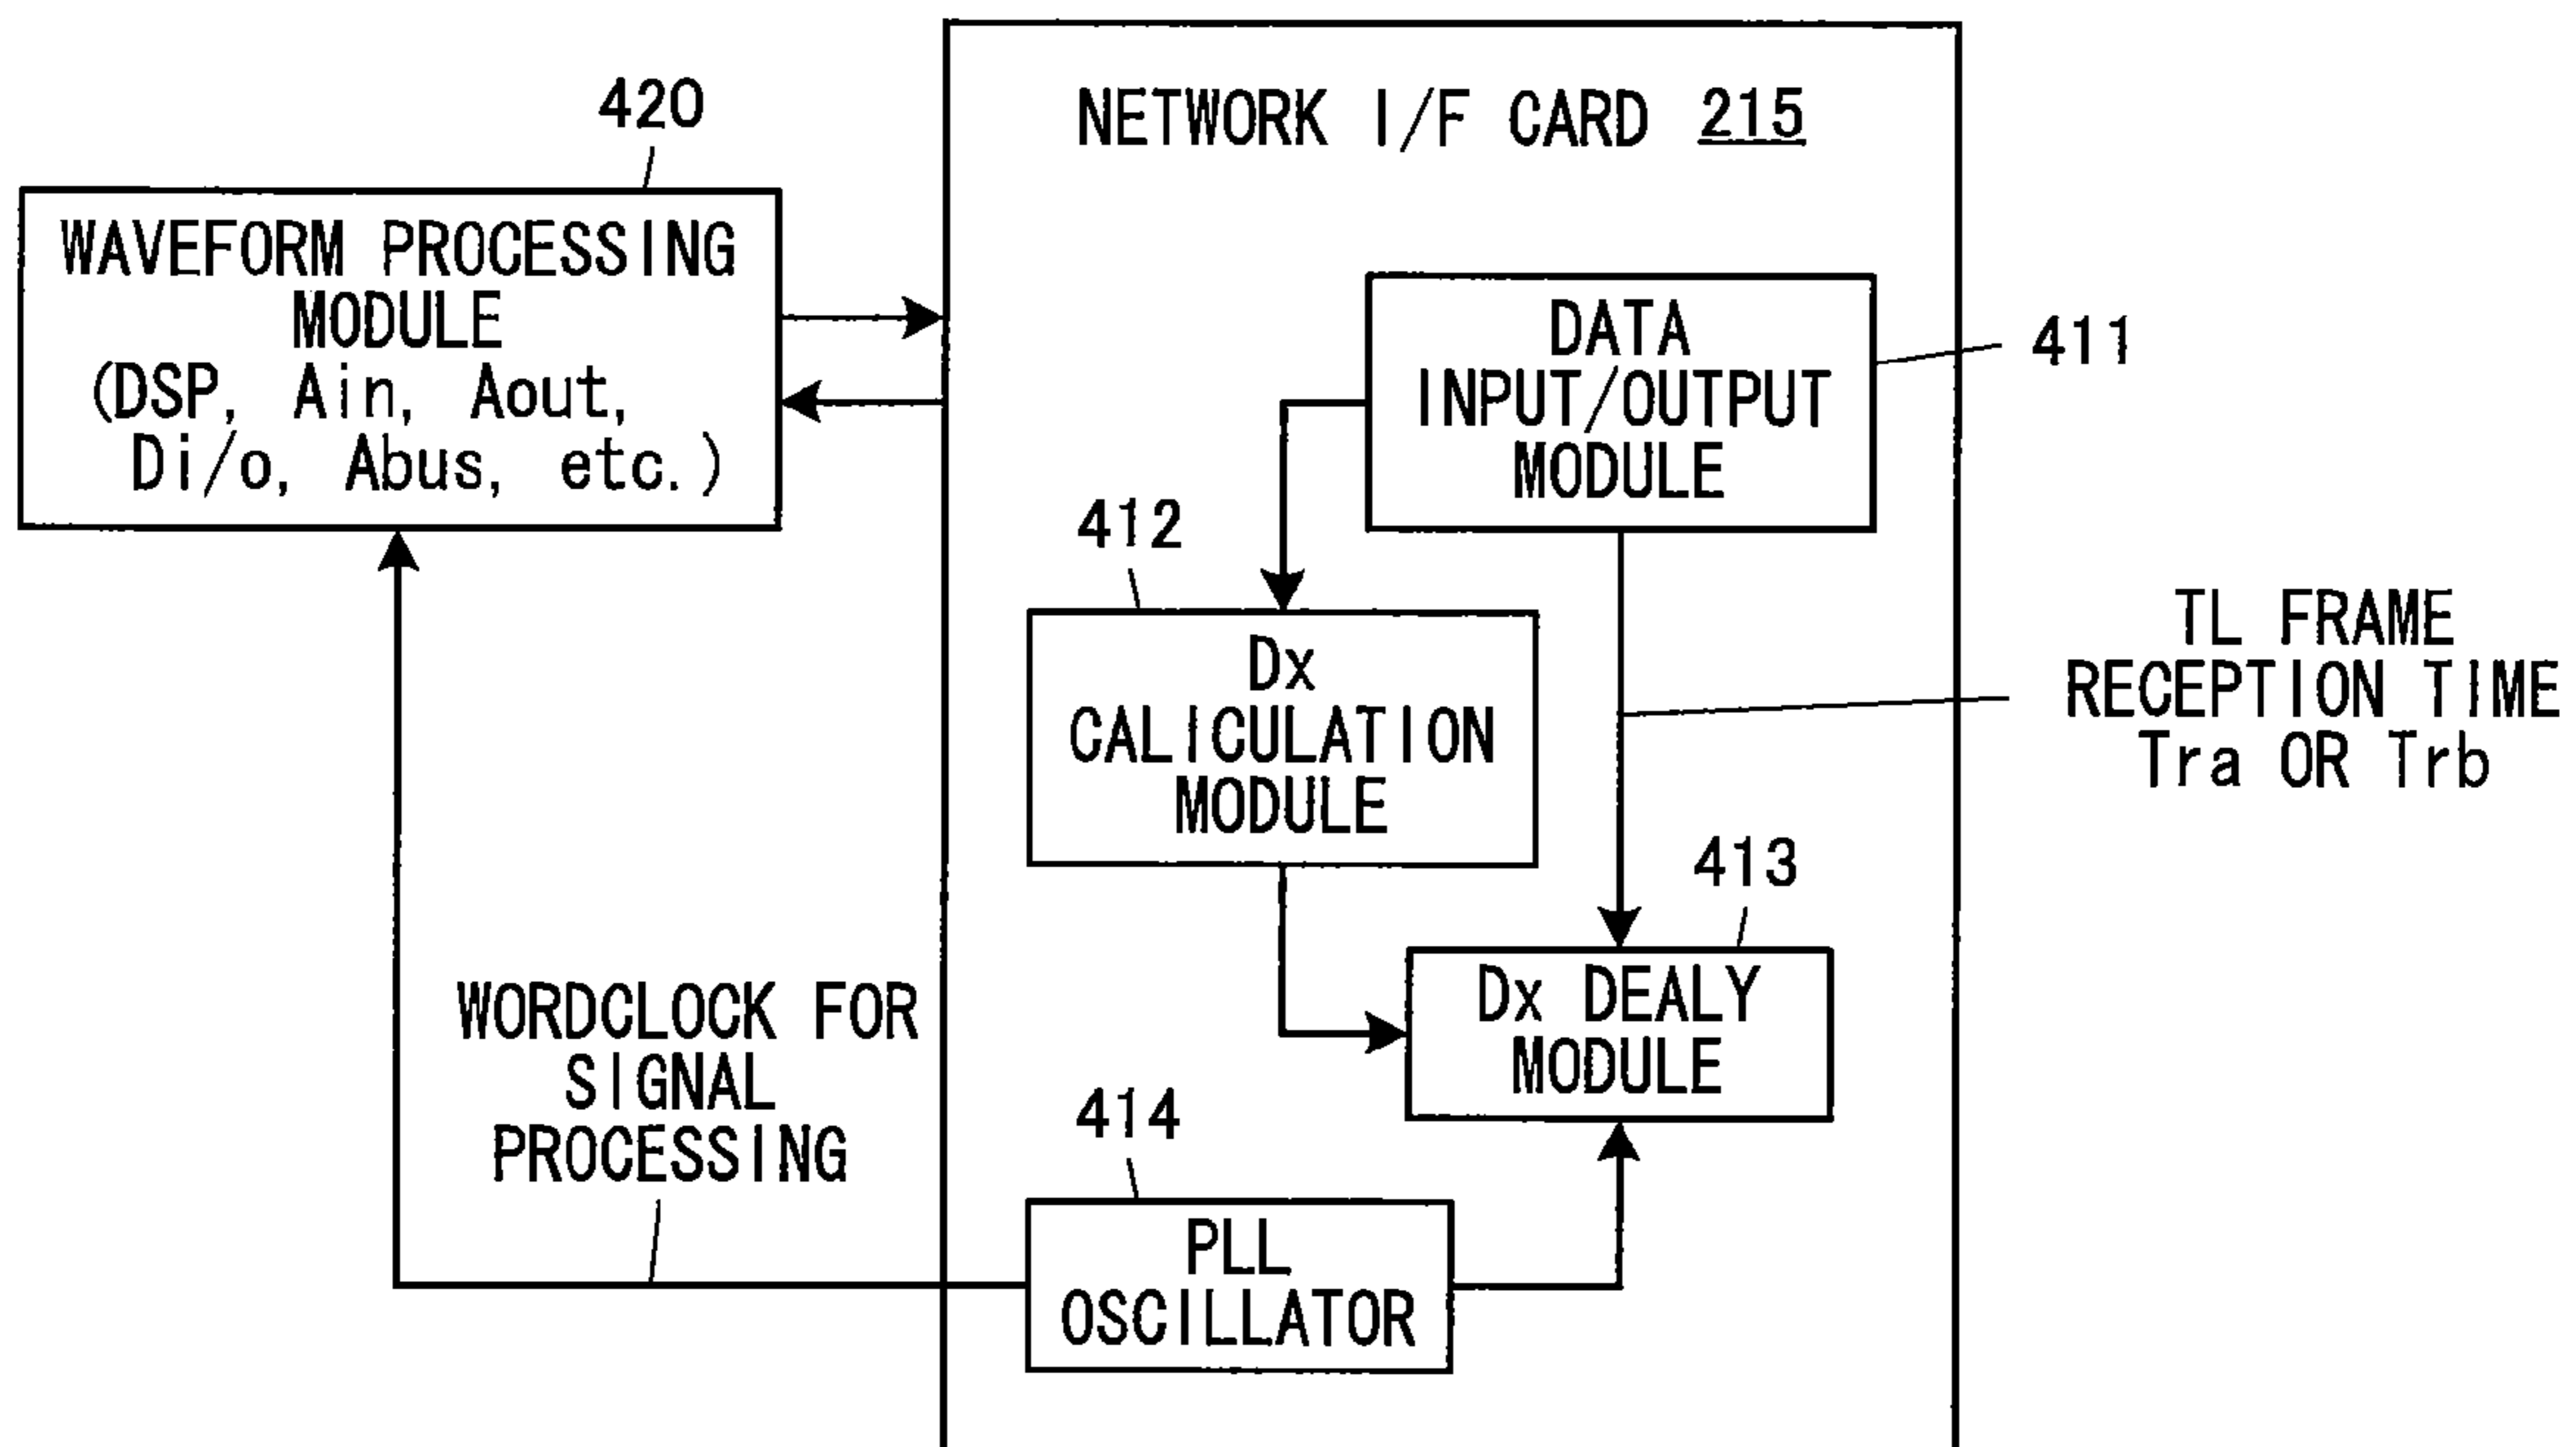 420
WAVEFORM PROCESSING
MODULE
(DSP, Ain, Aout,
Di/o, Abus, etc.)
NETWORK I/F CARD 215
DATA
INPUT/OUTPUT
MODULE
411
412
Dx
CALICULATION
MODULE
TL FRAME
RECEPTION TIME
Tra OR Trb
413
Dx DEALY
MODULE
WORDCLOCK FOR
SIGNAL
PROCESSING
414
PLL
OSCILLATOR